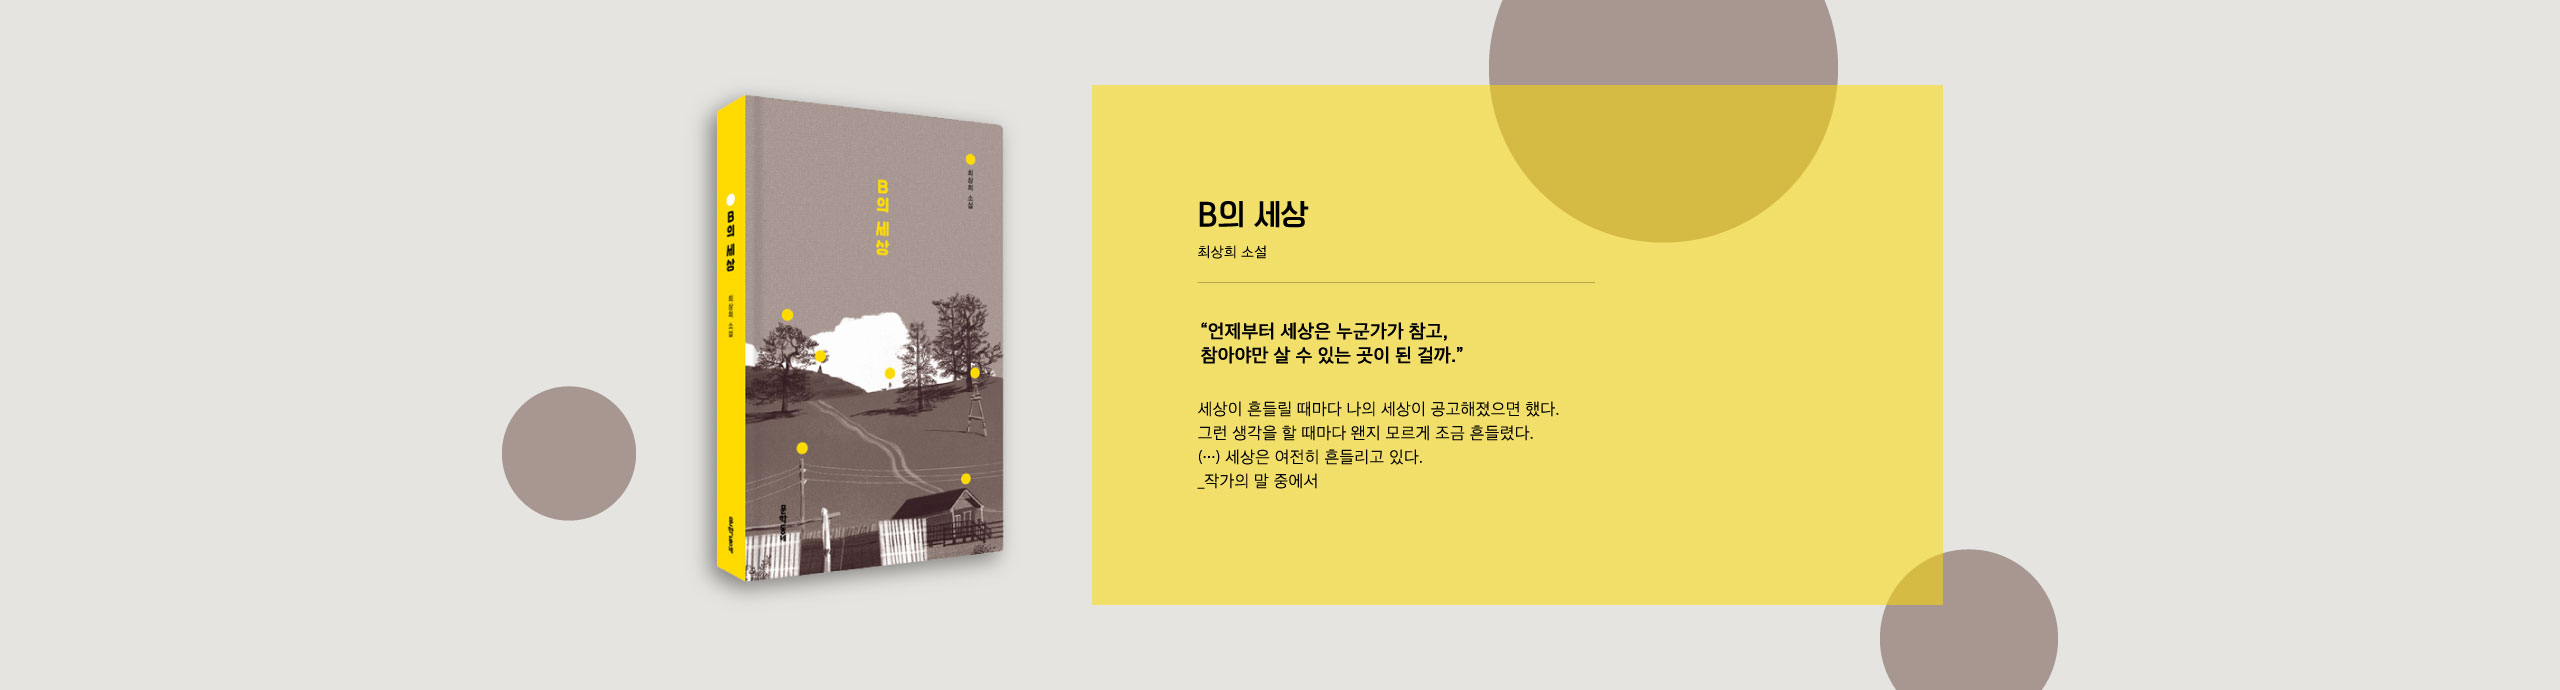 B의 세상
최상희 소설
B의 세상
최상희 소설
문학동네
B의 세상
최상희 소설
“언제부터 세상은 누군가가 참고,
참아야만 살 수 있는 곳이 된 걸까.”
세상이 흔들릴 때마다 나의 세상이 공고해졌으면 했다.
그런 생각을 할 때마다 왠지 모르게 조금 흔들렸다.
(…) 세상은 여전히 흔들리고 있다.
_작가의 말 중에서